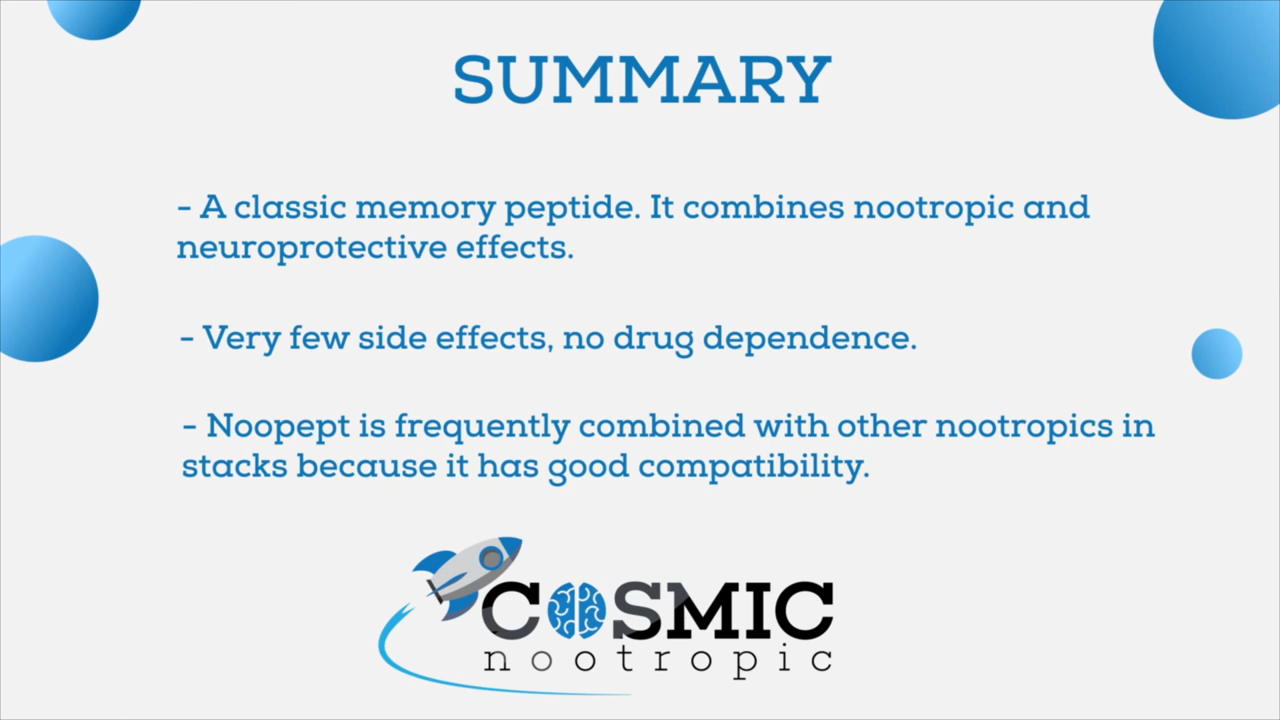 SUMMARY
- A classic memory peptide. It combines nootropic and
neuroprotective effects.
- Very few side effects, no drug dependence.
- Noopept is frequently combined with other nootropics in
stacks because it has good compatibility.
COSMIC
nootropic